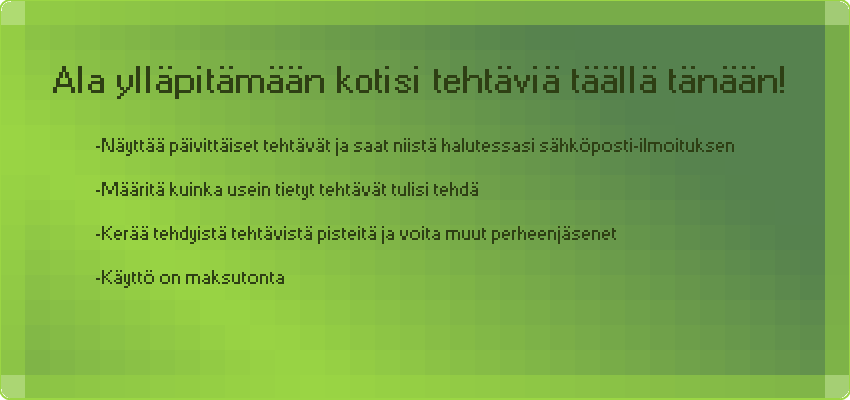 Ala ylläpitämään kotisi tehtäviä täällä tänään!
-Näyttää päivittäiset tehtävät ja saat niistä halutessasi sähköposti-ilmoituksen
-Määritä kuinka usein tietyt tehtävät tulisi tehdä
-Kerää tehdyistä tehtävistä pisteitä ja voita muut perheenjäsenet
-Käyttö on maksutonta